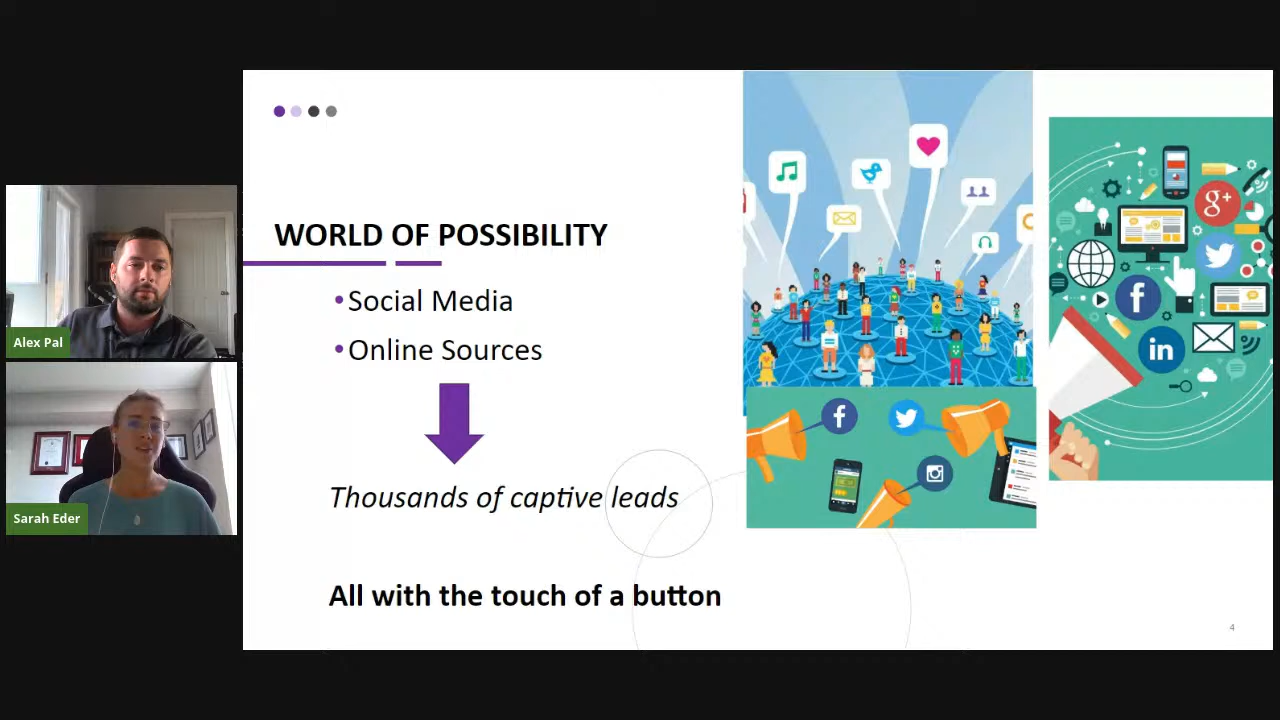 WORLD OF POSSIBILITY
•Social Media
•Online Sources
Thousands of captive leads
All with the touch of a button
Alex Pal
Sarah Eder
g+
f
in
f
4